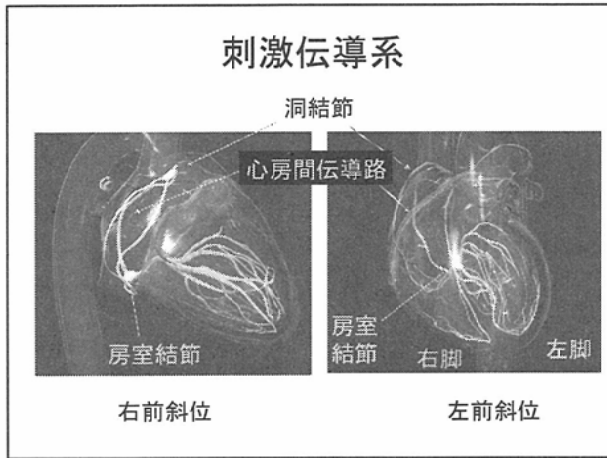 刺激伝導系
洞結節
心房間伝導路
房室結節
房室
結節
右脚
左脚
右前斜位
左前斜位